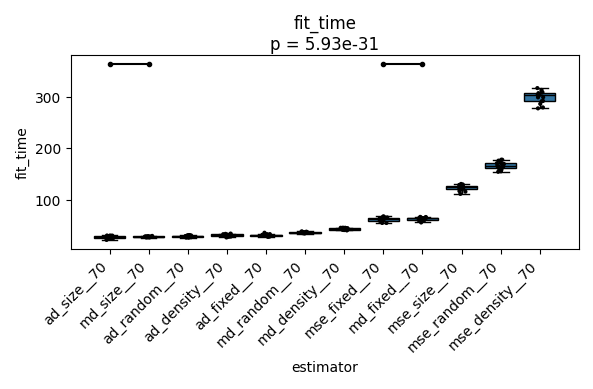 fit_time
p = 5.93e-31
fit_time
300
200
100
ad_size__70
md_size__70
ad_random__70
ad_density__70
ad_fixed__70
md_random__70
md_density__70
mse_fixed__70
md_fixed__70
mse_size__70
mse_random__70
mse_density__70
estimator